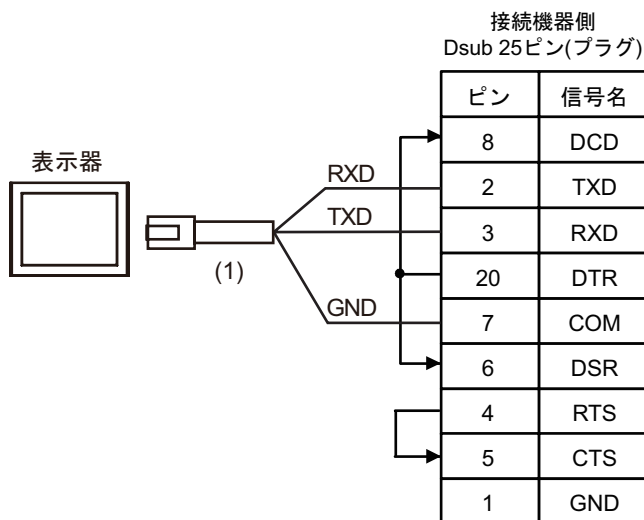 接続機器側
Dsub 25ピン(プラグ)
ピン 信号名
8 DCD
2 TXD
3 RXD
20 DTR
7 COM
6 DSR
4 RTS
5 CTS
1 GND
表示器
(1)
RXD
TXD
GND